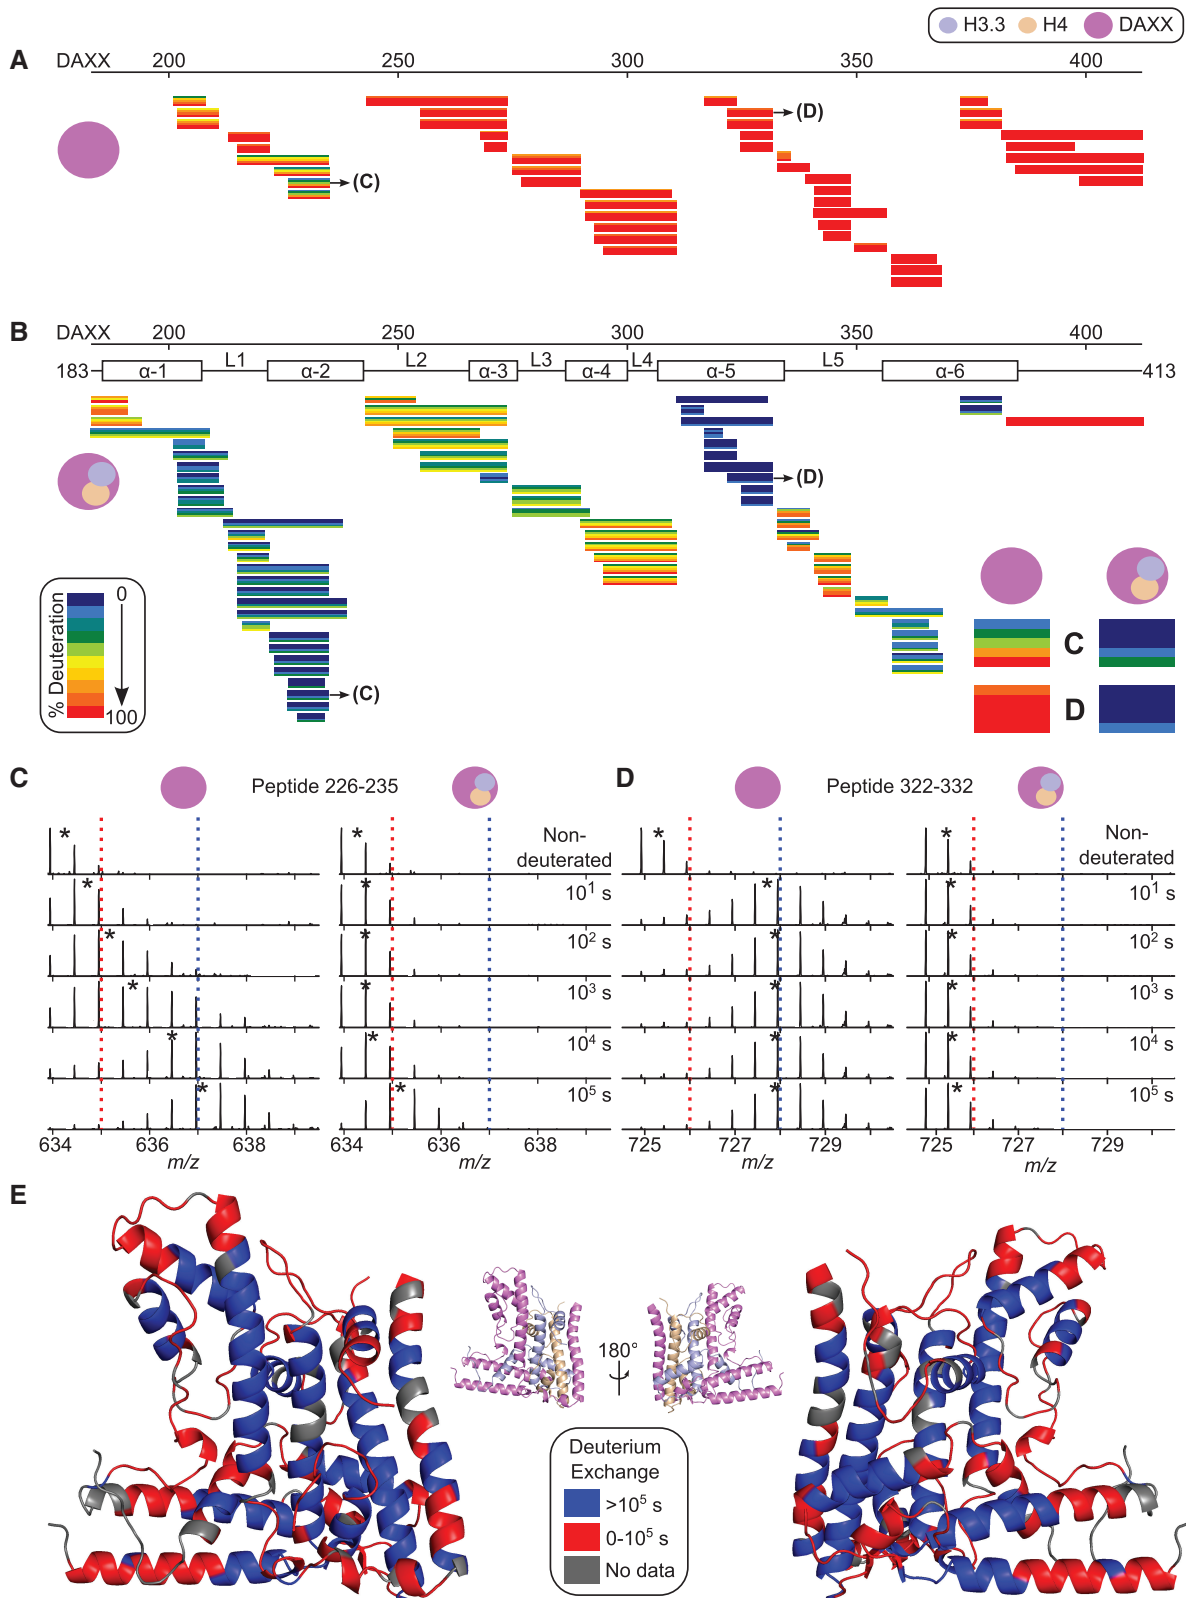 H3.3 H4 DAXX
A DAXX 200 250 300 350 400
(D)
(C)
B DAXX 200 250 300 350 400
183 α-1 L1 α-2 L2 α-3 L3 α-4 L4 α-5 L5 α-6 413
(D)
(C)
% Deuteration
0
100
C
D
C Peptide 226-235
Non-
deuterated
10¹ s
10² s
10³ s
10⁴ s
10⁵ s
634 636 638 634 636 638
m/z m/z
D Peptide 322-332
Non-
deuterated
10¹ s
10² s
10³ s
10⁴ s
10⁵ s
725 727 729 725 727 729
m/z m/z
E
180°
Deuterium
Exchange
>10⁵ s
0-10⁵ s
No data